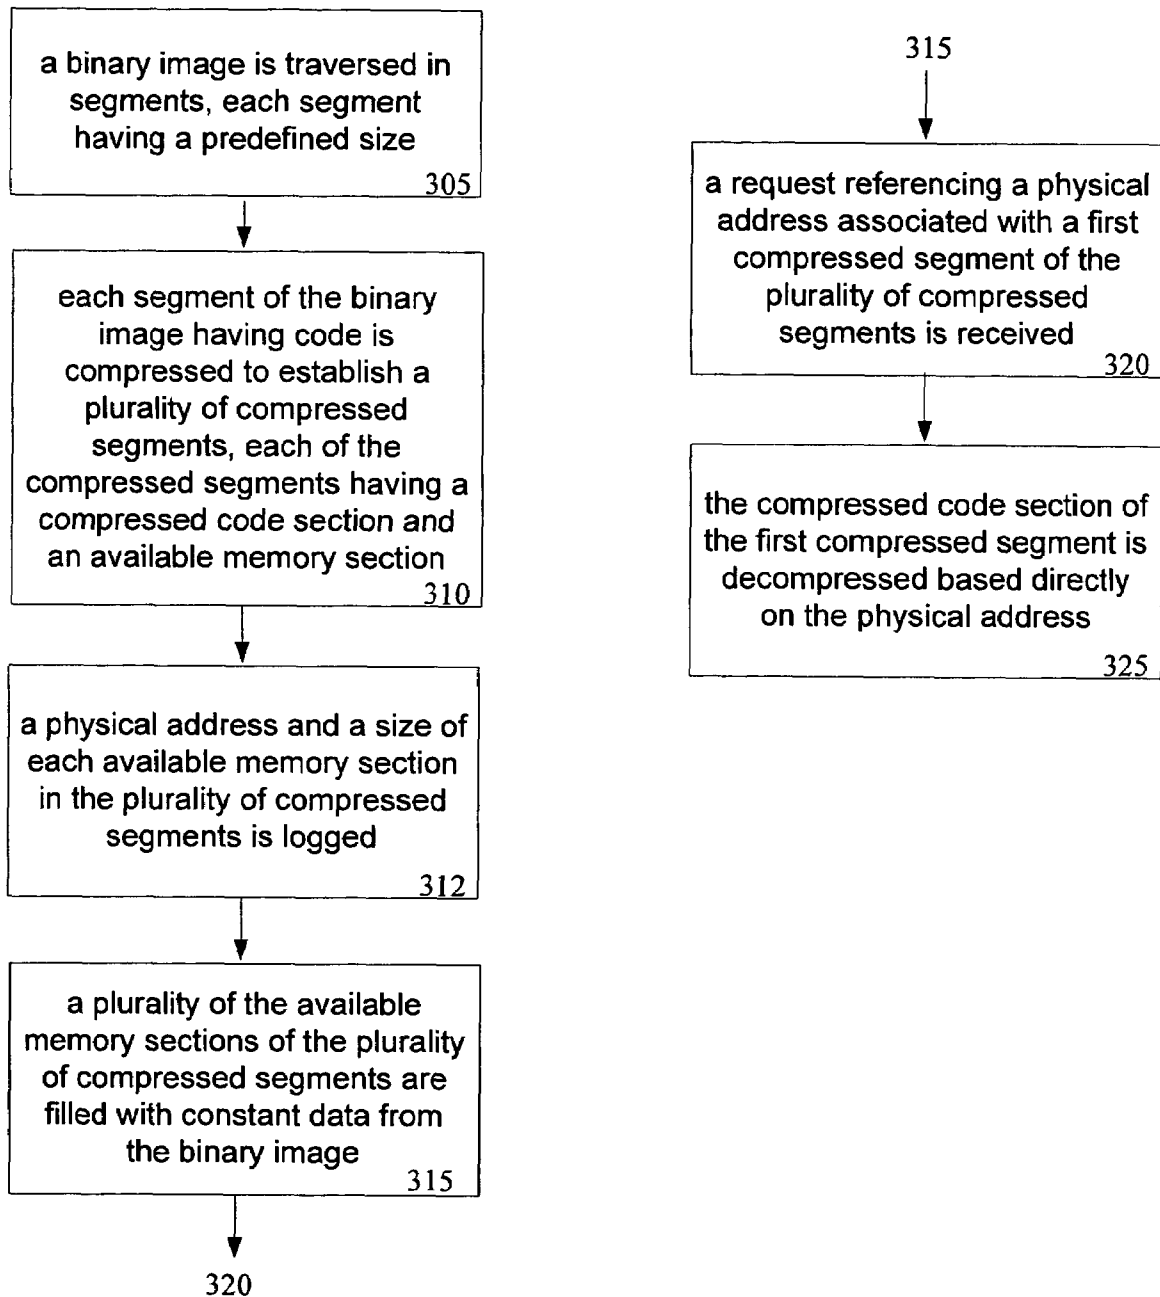 a binary image is traversed in
segments, each segment
having a predefined size
305
each segment of the binary
image having code is
compressed to establish a
plurality of compressed
segments, each of the
compressed segments having a
compressed code section and
an available memory section
310
a physical address and a size of
each available memory section
in the plurality of compressed
segments is logged
312
a plurality of the available
memory sections of the plurality
of compressed segments are
filled with constant data from
the binary image
315
320
315
a request referencing a physical
address associated with a first
compressed segment of the
plurality of compressed
segments is received
320
the compressed code section of
the first compressed segment is
decompressed based directly
on the physical address
325